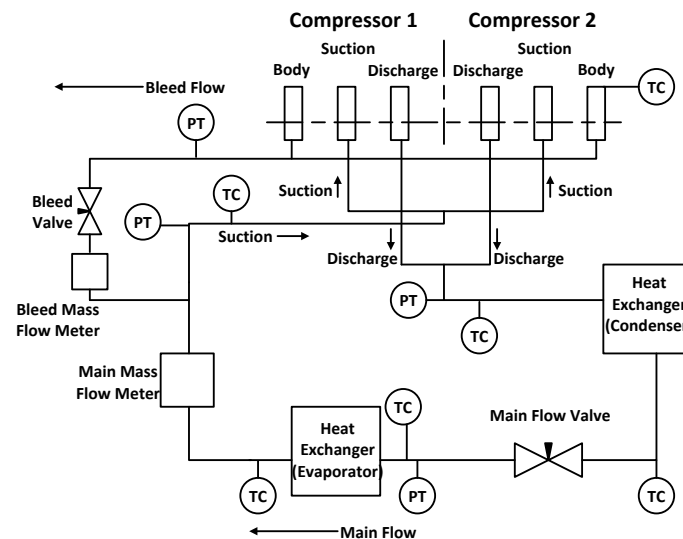 Compressor 1
Compressor 2
Suction
Suction
Body
Discharge
Discharge
Body
TC
Bleed Flow
PT
Bleed
Valve
TC
Suction
Suction
PT
Suction
Discharge
Discharge
Bleed Mass
Flow Meter
PT
TC
Heat
Exchanger
(Condenser
Main Mass
Flow Meter
TC
Main Flow Valve
Heat
Exchanger
(Evaporator)
TC
PT
TC
Main Flow